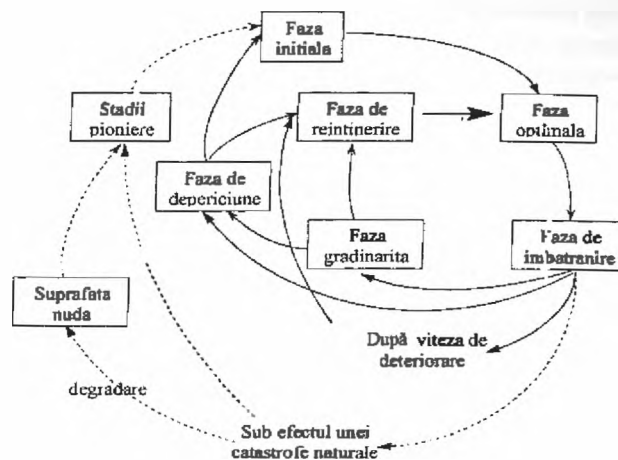 Faza
initiala
Stadii
pioniere
Faza de
reintinerire
Faza
optimala
Faza de
depericiune
Faza
gradinarita
Faza de
imbatranire
Suprafata
nuda
După viteza de
deteriorare
degradare
Sub efectul unei
catastrofe naturale